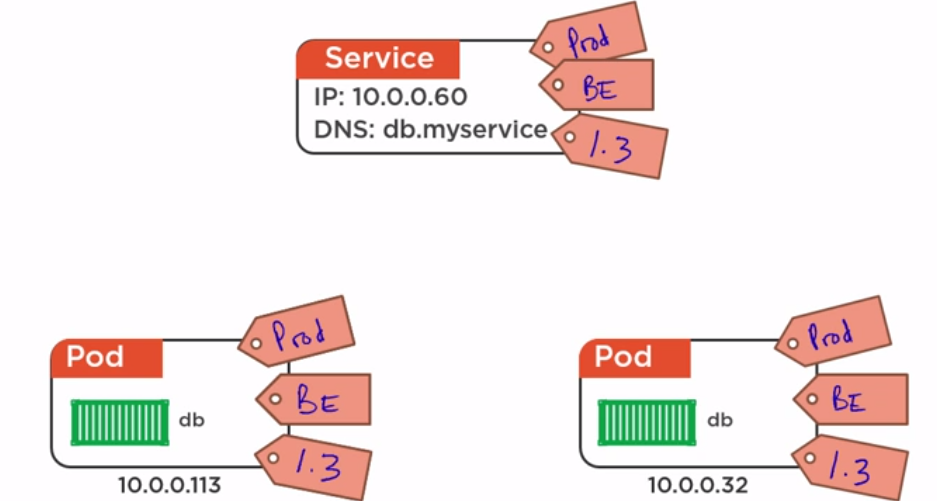 Service
IP: 10.0.0.60
DNS: db.myservice
Prod
BE
1.3
Pod
db
10.0.0.113
Prod
BE
1.3
Pod
db
10.0.0.32
Prod
BE
1.3